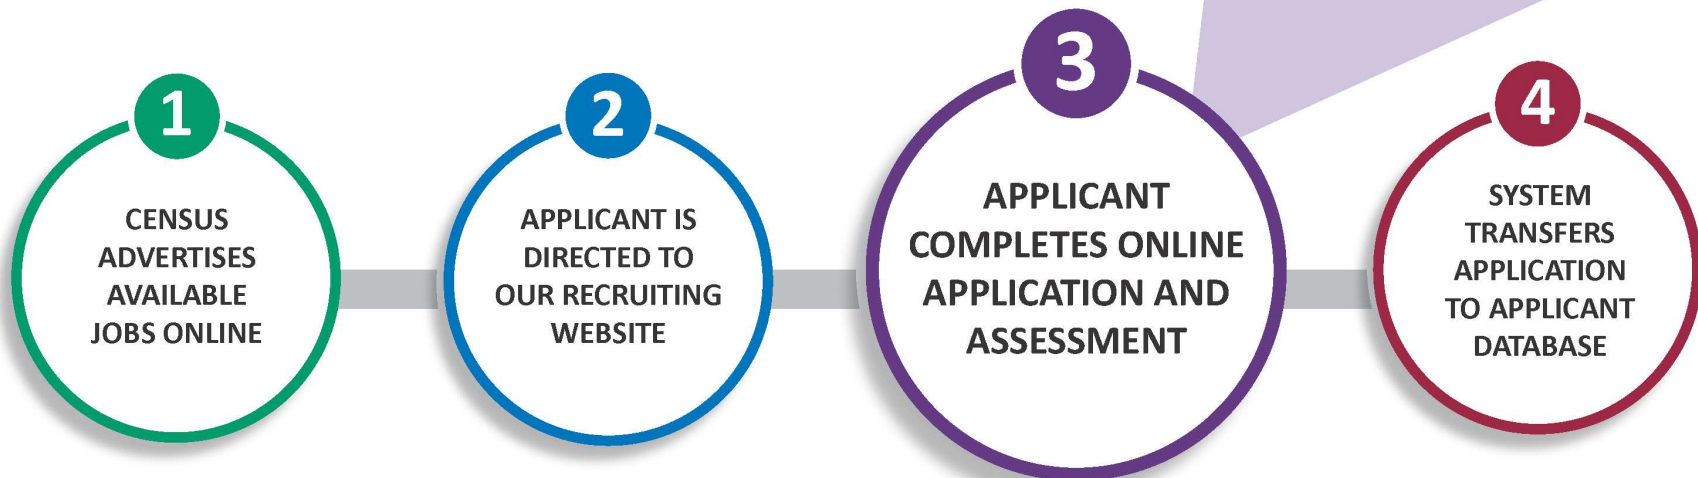 1
CENSUS
ADVERTISES
AVAILABLE
JOBS ONLINE
2
APPLICANT IS
DIRECTED TO
OUR RECRUITING
WEBSITE
3
APPLICANT
COMPLETES ONLINE
APPLICATION AND
ASSESSMENT
4
SYSTEM
TRANSFERS
APPLICATION
TO APPLICANT
DATABASE